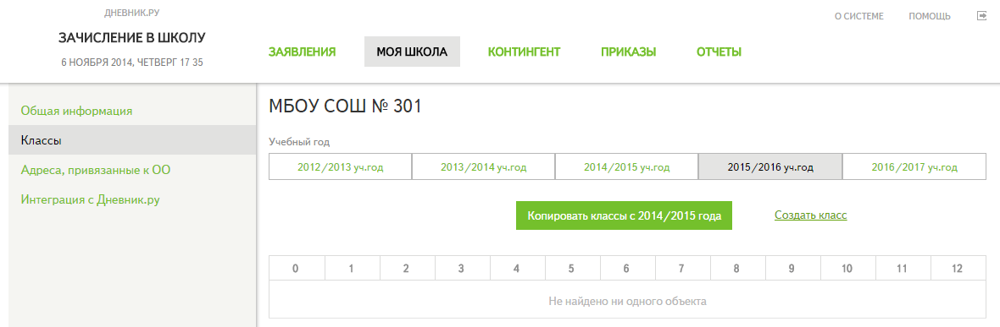 ДНЕВНИК.РУ
ЗАЧИСЛЕНИЕ В ШКОЛУ
6 НОЯБРЯ 2014, ЧЕТВЕРГ 17 35
О СИСТЕМЕ ПОМОЩЬ
ЗАЯВЛЕНИЯ МОЯ ШКОЛА КОНТИНГЕНТ ПРИКАЗЫ ОТЧЕТЫ
Общая информация
Классы
Адреса, привязанные к ОО
Интеграция с Дневник.ру
МБОУ СОШ № 301
Учебный год
2012/2013 уч.год 2013/2014 уч.год 2014/2015 уч.год 2015/2016 уч.год 2016/2017 уч.год
Копировать классы с 2014/2015 года Создать класс
0 1 2 3 4 5 6 7 8 9 10 11 12
Не найдено ни одного объекта